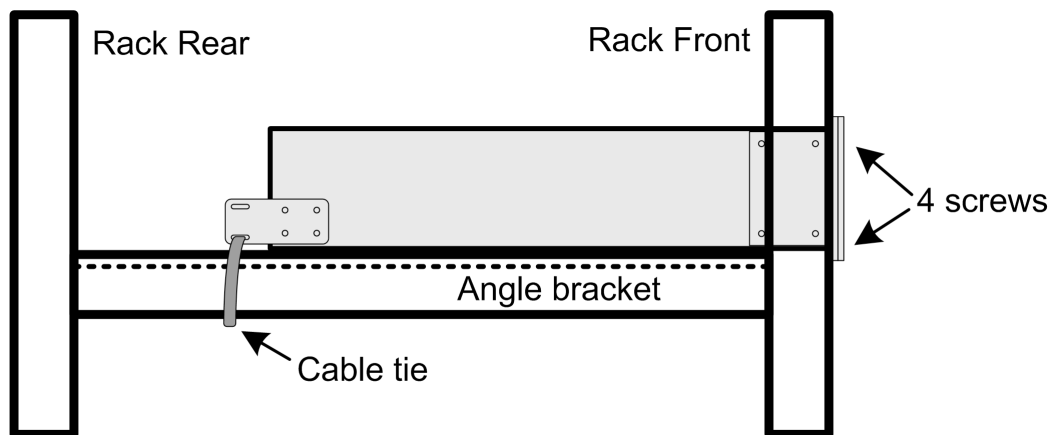 Rack Rear
Rack Front
4 screws
Angle bracket
Cable tie